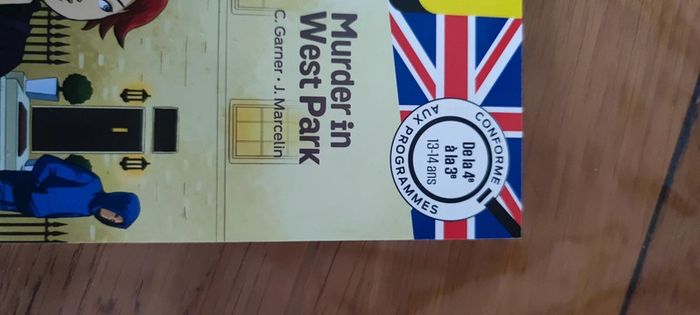 Murder in
West Park
C. Garner • J. Marcelin
CONFORME
AUX PROGRAMMES
De la 4e
à la 3e
13-14 ans